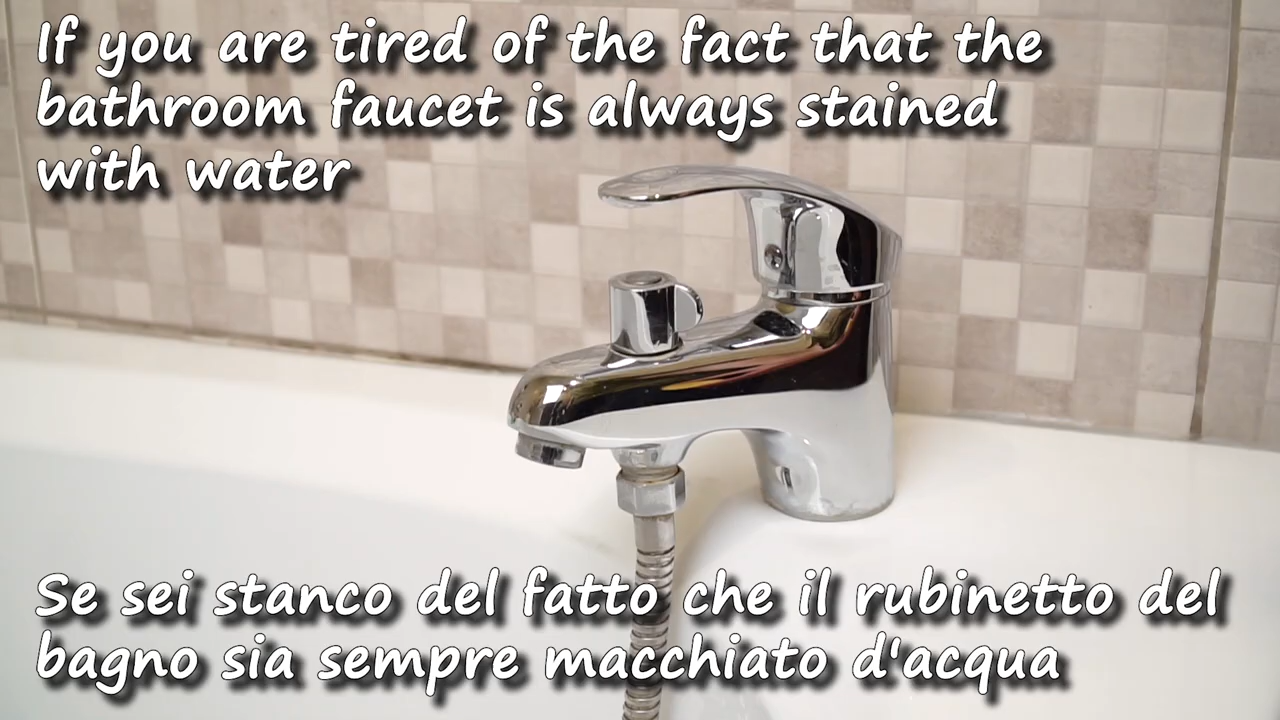 If you are tired of the fact that the
bathroom faucet is always stained
with water
Se sei stanco del fatto che il rubinetto del
bagno sia sempre macchiato d'acqua